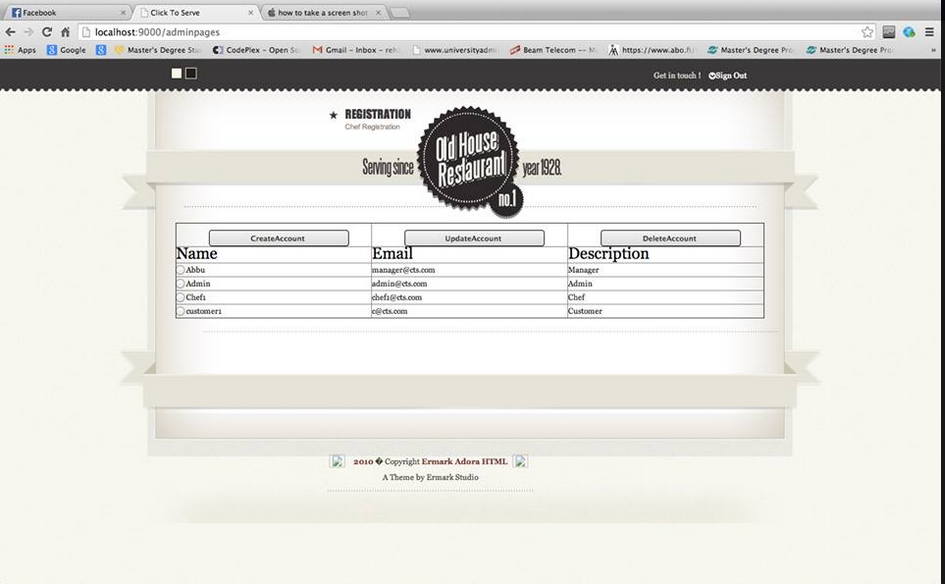 Facebook
Click To Serve
how to take a screen shot
localhost:9000/adminpages
Apps Google Master's Degree Stu CodePlex - Open So Gmail - Inbox - reh www.universityadm Beam Telecom -- M https://www.abo.fi Master's Degree Pro Master's Degree Pro »
Get in touch ! Sign Out
REGISTRATION
Chef Registration
Serving since
Old House
Restaurant
no.1
year 1928.
CreateAccount UpdateAccount DeleteAccount
Name Email Description
Abbu manager@cts.com Manager
Admin admin@cts.com Admin
Chef1 chef1@cts.com Chef
customer1 c@cts.com Customer
2010 � Copyright Ermark Adora HTML
A Theme by Ermark Studio